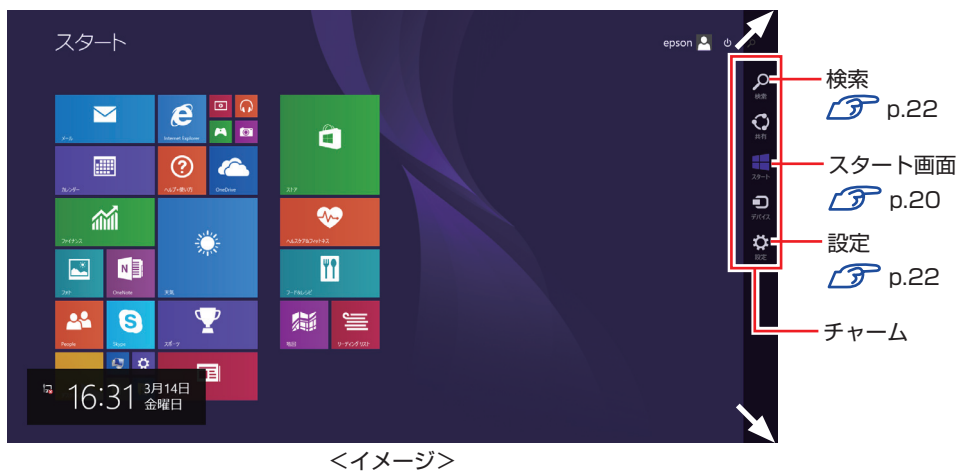 スタート
epson
検索
p.22
検索
共有
スタート画面
スタート
p.20
デバイス
設定
設定
p.22
チャーム
メール
Internet Explorer
カレンダー
ヘルプ+使い方
OneDrive
ストア
ファイナンス
ヘルスケア&フィットネス
フォト
OneNote
天気
フード&レシピ
People
Skype
スポーツ
地図
リーディング リスト
16:31
3月14日
金曜日
<イメージ>